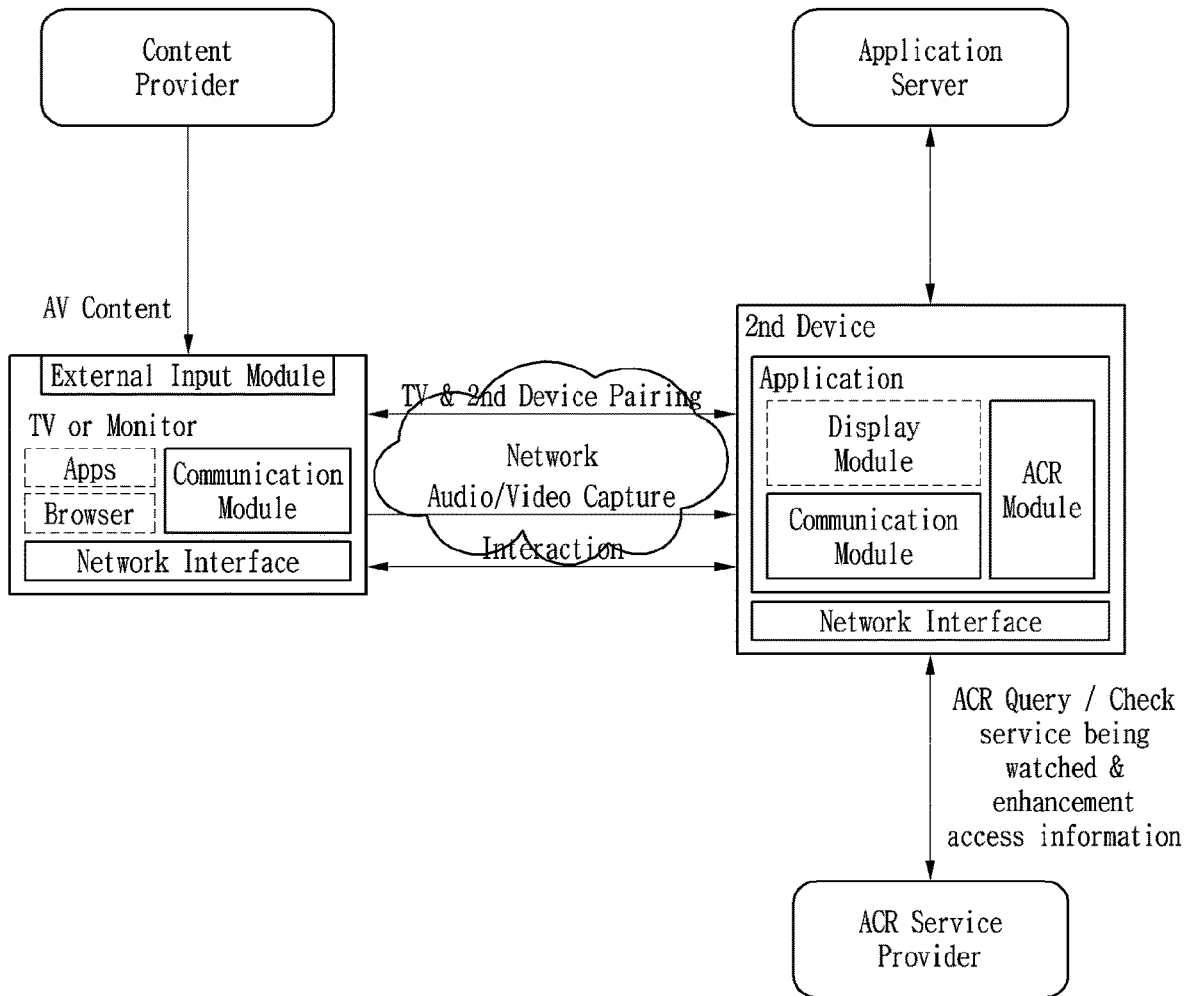 Content
Provider
Application
Server
AV Content
External Input Module
TV or Monitor
Apps
Browser
Communication
Module
Network Interface
TV & 2nd Device Pairing
Network
Audio/Video Capture
Interaction
2nd Device
Application
Display
Module
Communication
Module
ACR
Module
Network Interface
ACR Query / Check
service being
watched &
enhancement
access information
ACR Service
Provider